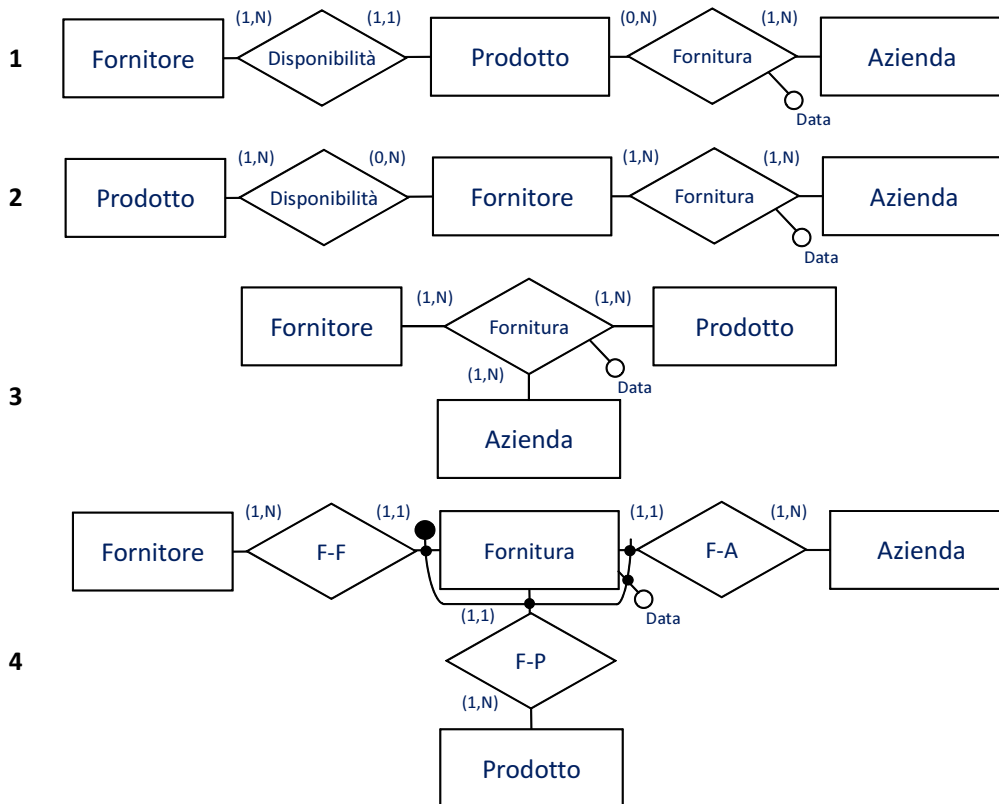 (1,N) (1,1) (0,N) (1,N)
1 Fornitore Disponibilità Prodotto Fornitura Azienda
Data
(1,N) (0,N) (1,N) (1,N)
2 Prodotto Disponibilità Fornitore Fornitura Azienda
Data
(1,N) (1,N)
Fornitore Fornitura Prodotto
(1,N) Data
3
Azienda
(1,N) (1,1) (1,1) (1,N)
Fornitore F-F Fornitura F-A Azienda
(1,1) Data
4 F-P
(1,N)
Prodotto